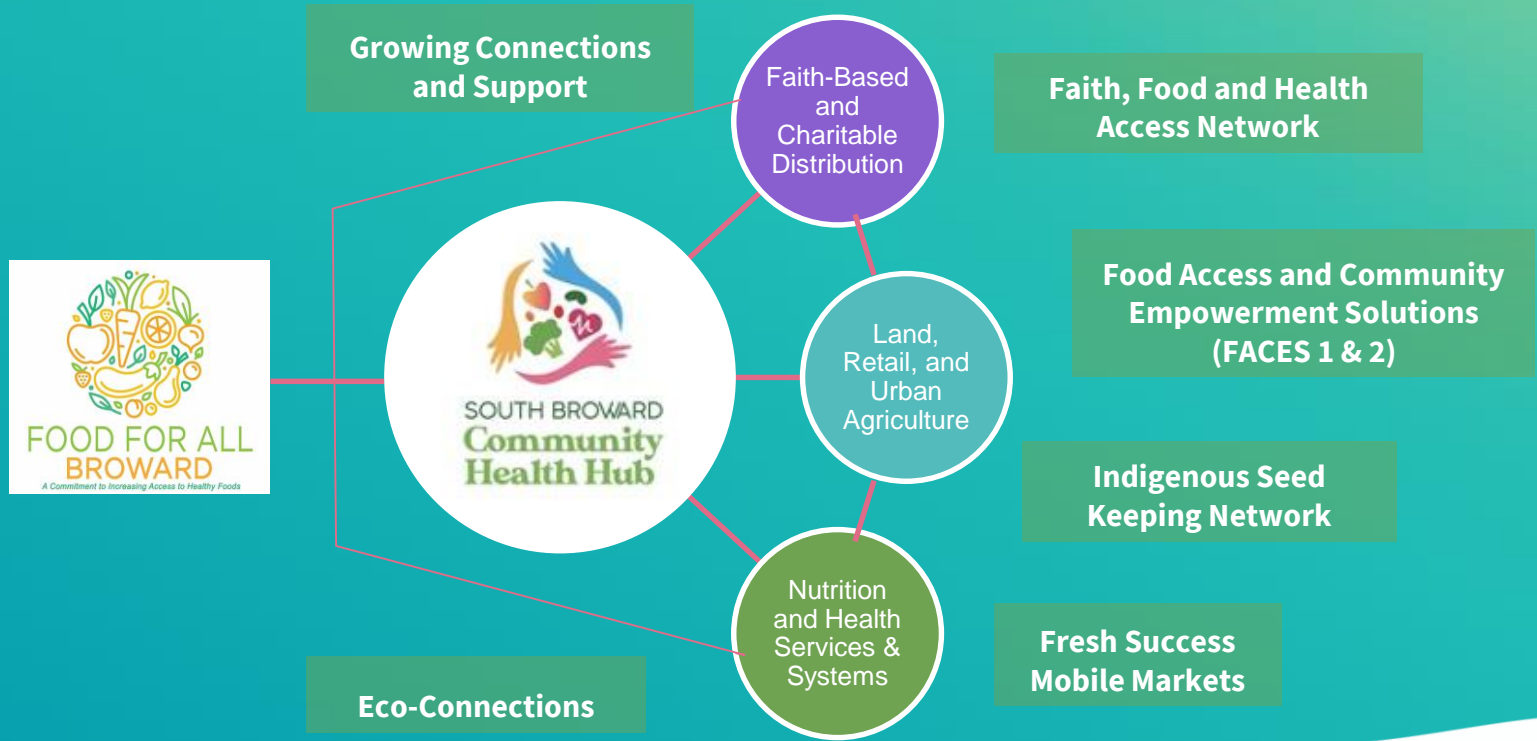 Growing Connections
and Support
Faith-Based
and
Charitable
Distribution
Faith, Food and Health
Access Network
FOOD FOR ALL
BROWARD
A Commitment to Increasing Access to Healthy Foods
SOUTH BROWARD
Community
Health Hub
Land,
Retail, and
Urban
Agriculture
Food Access and Community
Empowerment Solutions
(FACES 1 & 2)
Indigenous Seed
Keeping Network
Nutrition
and Health
Services &
Systems
Fresh Success
Mobile Markets
Eco-Connections